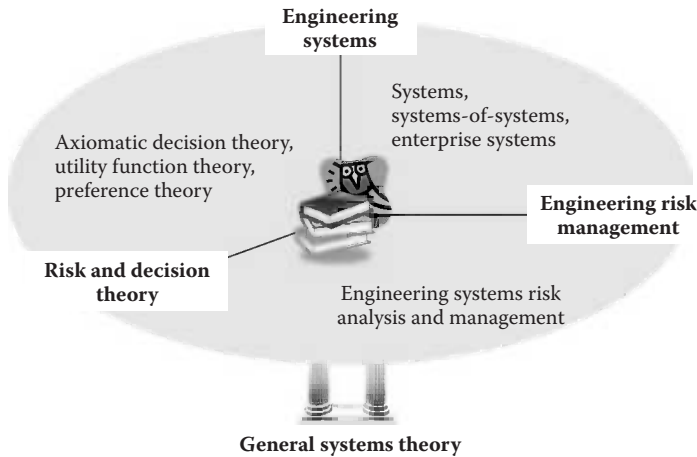 Engineering
systems
Systems,
systems-of-systems,
enterprise systems
Axiomatic decision theory,
utility function theory,
preference theory
Engineering risk
management
Risk and decision
theory
Engineering systems risk
analysis and management
General systems theory